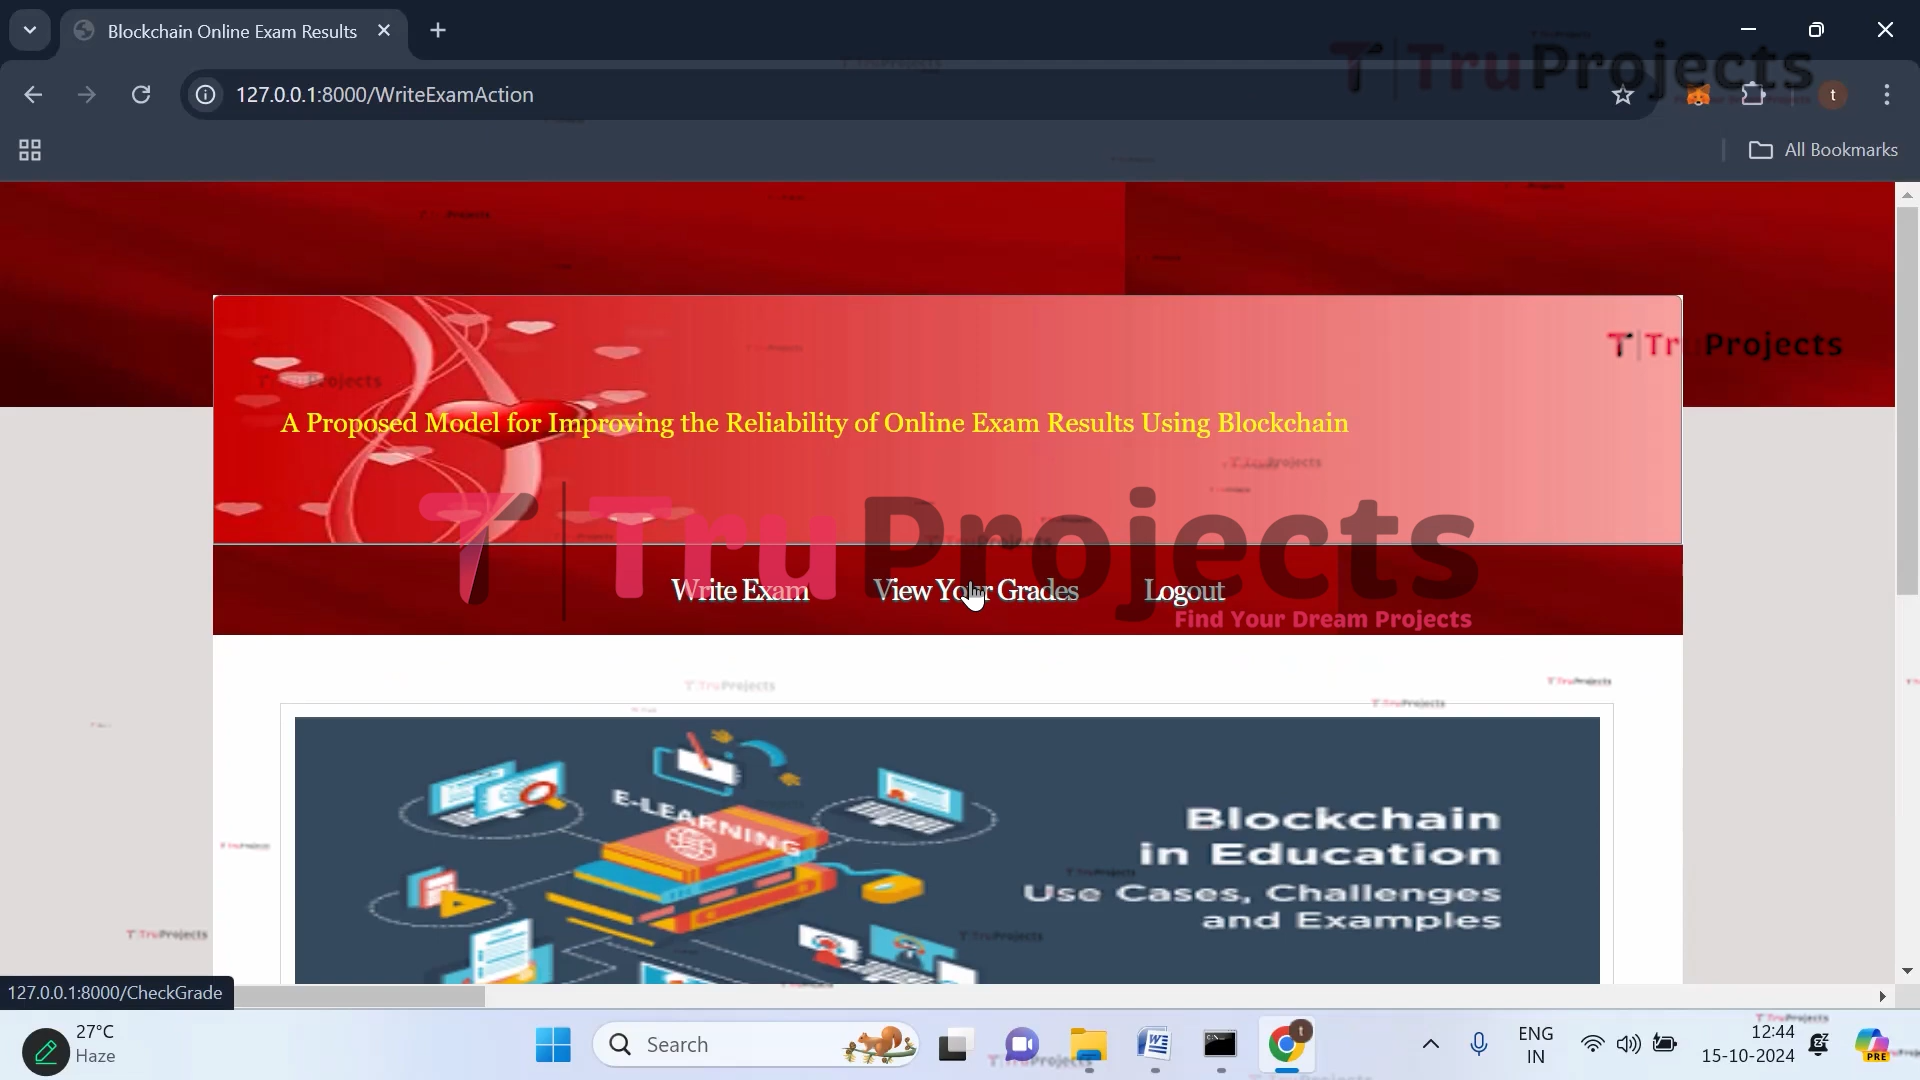 Blockchain Online Exam Results
127.0.0.1:8000/WriteExamAction
t
All Bookmarks
T TruProjects
T TruProjects
A Proposed Model for Improving the Reliability of Online Exam Results Using Blockchain
T TruProjects
Find Your Dream Projects
Write Exam View Your Grades Logout
E-LEARNING
Blockchain
in Education
Use Cases, Challenges
and Examples
127.0.0.1:8000/CheckGrade
27°C
Haze
Search
t
ENG
IN
12:44
15-10-2024
PRE